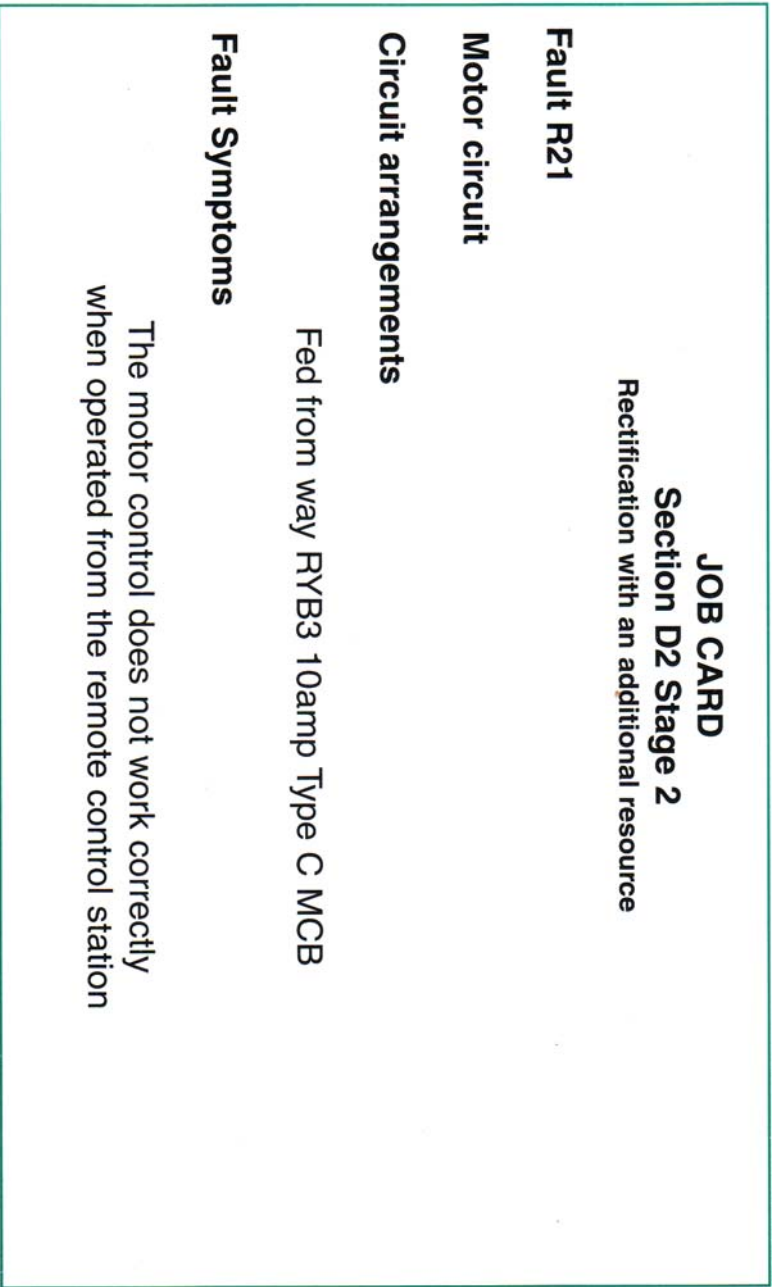 JOB CARD
Section D2 Stage 2
Rectification with an additional resource
Fault R21
Motor circuit
Circuit arrangements
Fed from way RYB3 10amp Type C MCB
Fault Symptoms
The motor control does not work correctly
when operated from the remote control station